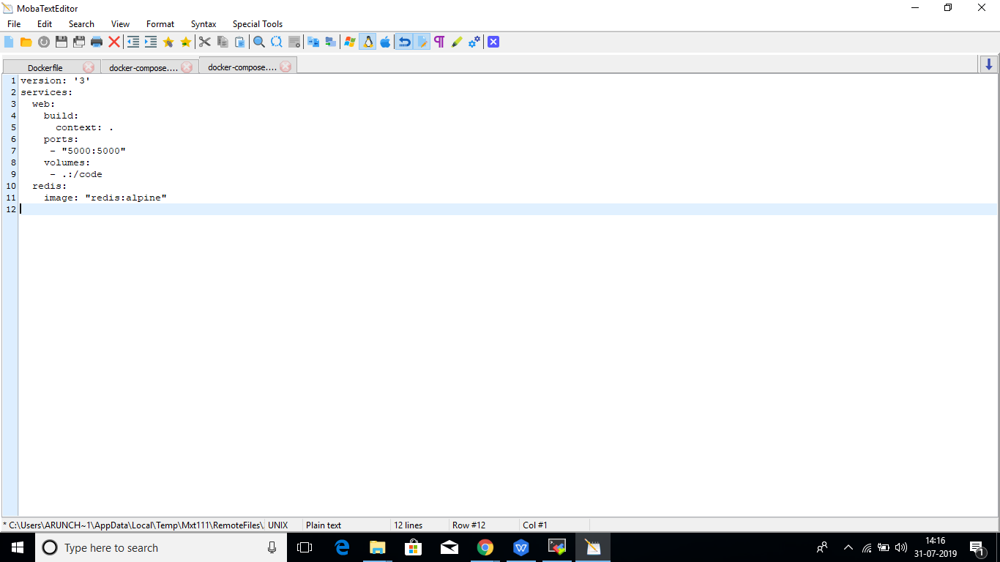 MobaTextEditor
File Edit Search View Format Syntax Special Tools
Dockerfile docker-compose.... docker-compose....
1 version: '3'
2 services:
3   web:
4     build:
5       context: .
6     ports:
7      - "5000:5000"
8     volumes:
9      - .:/code
10   redis:
11     image: "redis:alpine"
12
* C:\Users\ARUNCH~1\AppData\Local\Temp\Mxt111\RemoteFiles\ UNIX Plain text 12 lines Row #12 Col #1
Type here to search
14:16
31-07-2019
1